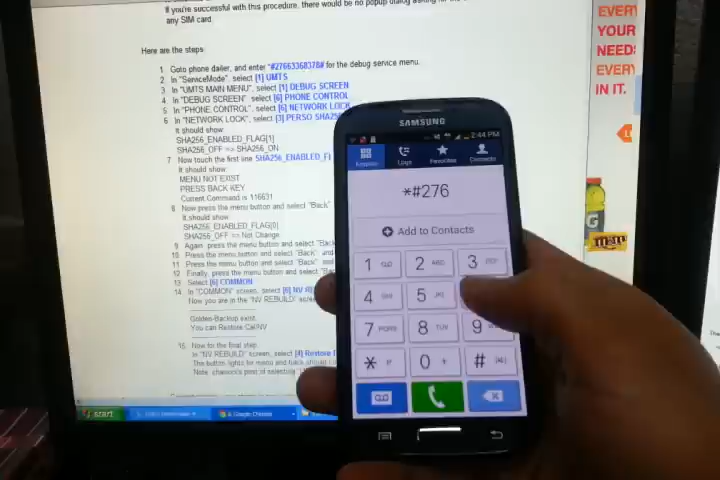 If you're successful with this procedure, there would be no popup dialog asking for
any SIM card.
Here are the steps:
1 Goto phone dailer, and enter "*#27663368378# for the debug service menu.
2 In "ServiceMode", select [1] UMTS
3 In "UMTS MAIN MENU", select [1] DEBUG SCREEN
4 In "DEBUG SCREEN" select [6] PHONE CONTROL
5 In "PHONE CONTROL", select [6] NETWORK LOCK
6 In "NETWORK LOCK", select [3] PERSO SHA256
It should show:
SHA256_ENABLED_FLAG[1]
SHA256_OFF => SHA256_ON
7 Now touch the first line SHA256_ENABLED_F
It should show:
MENU NOT EXIST
PRESS BACK KEY
Current Command is 116631
8 Now press the menu button and select "Back"
It should show:
SHA256_ENABLED_FLAG[0]
SHA256_OFF => Not Change
9 Again, press the menu button and select "Back
10 Press the menu button and select "Back" and
11 Press the menu button and select "Back" and
12 Finally, press the menu button and select
13 Select [6] COMMON
14 In "COMMON" screen, select [6] NV RE
Now you are in the "NV REBUILD" screen
Golden-Backup exist.
You can Restore Cal/NV
15 Now to the final step.
In "NV REBUILD" screen, select [4] Restore
The button lights for menu and back should
EVERY
YOUR
NEEDS
EVERY
IN IT.
G
m&m's
start
SAMSUNG
2:44 PM
Keypad
Logs
Favorites
Contacts
*#276
Add to Contacts
1
2 ABC
3 DEF
4 GHI
5 JKL
7 PQRS
8 TUV
9
* P
0 +
#